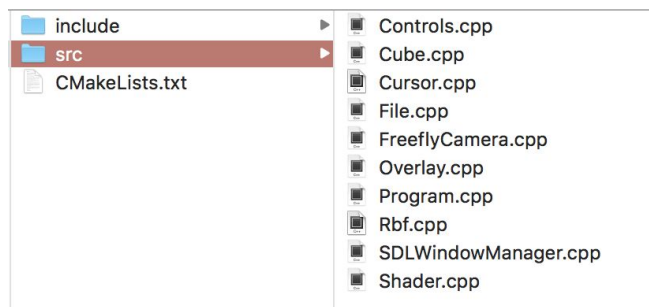 include
src
CMakeLists.txt
Controls.cpp
Cube.cpp
Cursor.cpp
File.cpp
FreeflyCamera.cpp
Overlay.cpp
Program.cpp
Rbf.cpp
SDLWindowManager.cpp
Shader.cpp